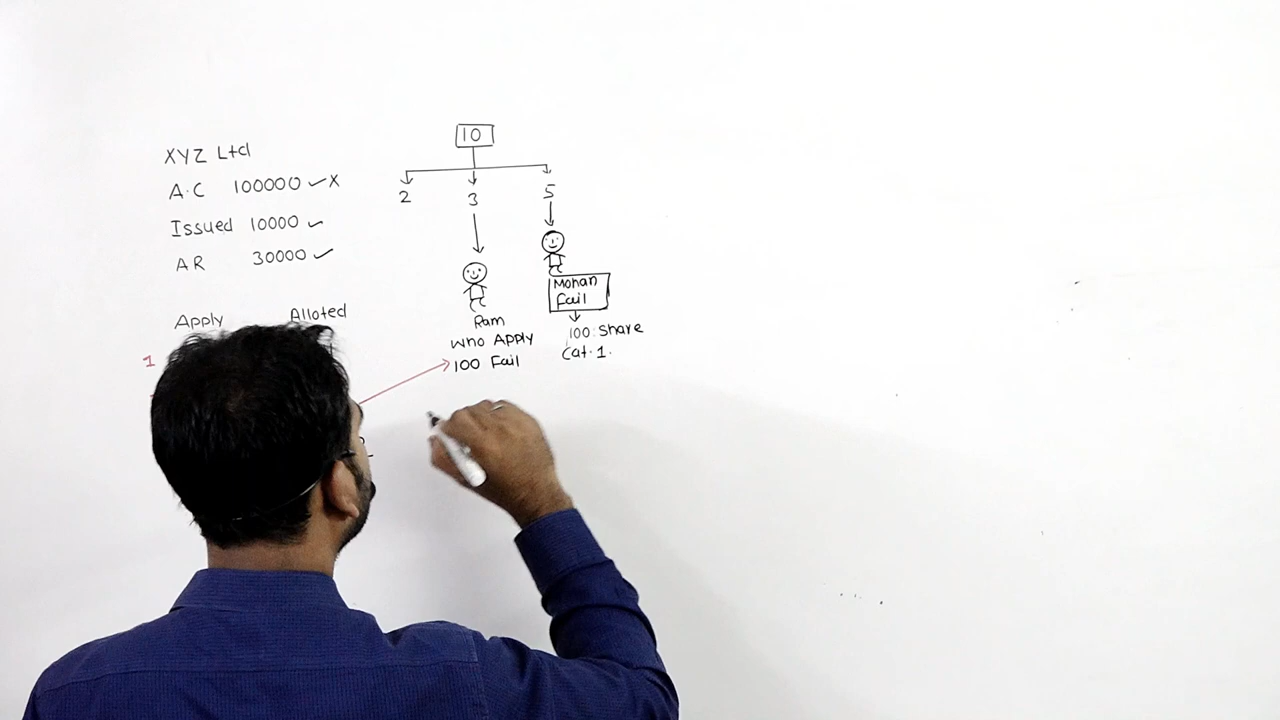 XYZ Ltd
A.C 100000 ✓ X
Issued 10000 ✓
AR 30000 ✓
Apply Alloted
1
10
2 3 5
Ram
who Apply
100 Fail
Mohan
Fail
100 : Share
Cat. 1.